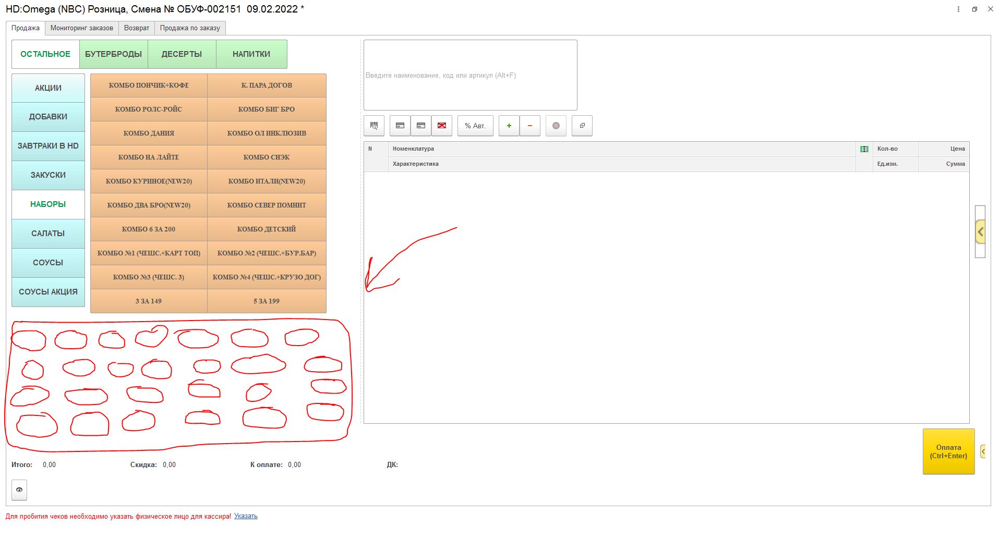 HD:Omega (NBC) Розница, Смена № ОБУФ-002151 09.02.2022 *
Продажа Мониторинг заказов Возврат Продажа по заказу
ОСТАЛЬНОЕ БУТЕРБРОДЫ ДЕСЕРТЫ НАПИТКИ
АКЦИИ
ДОБАВКИ
ЗАВТРАКИ В HD
ЗАКУСКИ
НАБОРЫ
САЛАТЫ
СОУСЫ
СОУСЫ АКЦИЯ
КОМБО ПОНЧИК+КОФЕ К. ПАРА ДОГОВ
КОМБО РОЛС-РОЙС КОМБО БИГ БРО
КОМБО ДАНИЯ КОМБО ОЛ ИНКЛЮЗИВ
КОМБО НА ЛАЙТЕ КОМБО СНЭК
КОМБО КУРИНОЕ(NEW20) КОМБО ИТАЛИ(NEW20)
КОМБО ДВА БРО(NEW20) КОМБО СЕВЕР ПОМНИТ
КОМБО 6 ЗА 200 КОМБО ДЕТСКИЙ
КОМБО №1 (ЧЕШС.+КАРТ ТОП) КОМБО №2 (ЧЕШС.+БУР.БАР)
КОМБО №3 (ЧЕШС. 3) КОМБО №4 (ЧЕШС.+КРУЗО ДОГ)
3 ЗА 149 5 ЗА 199
Введите наименование, код или артикул (Alt+F)
% Авт.
N Номенклатура Кол-во Цена
Характеристика Ед.изм. Сумма
Оплата
(Ctrl+Enter)
Итого: 0,00 Скидка: 0,00 К оплате: 0,00 ДК:
Для пробития чеков необходимо указать физическое лицо для кассира! Указать